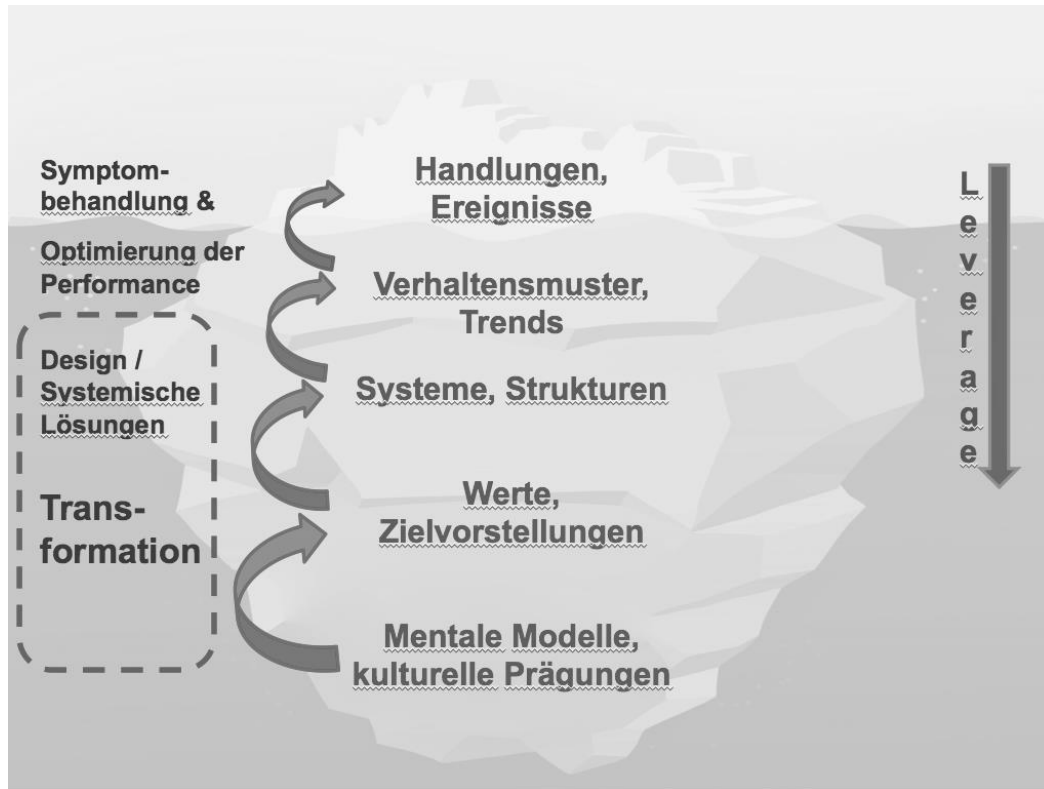 Symptom-
behandlung &
Optimierung der
Performance
Design /
Systemische
Lösungen
Trans-
formation
Handlungen,
Ereignisse
Verhaltensmuster,
Trends
Systeme, Strukturen
Werte,
Zielvorstellungen
Mentale Modelle,
kulturelle Prägungen
Leverage